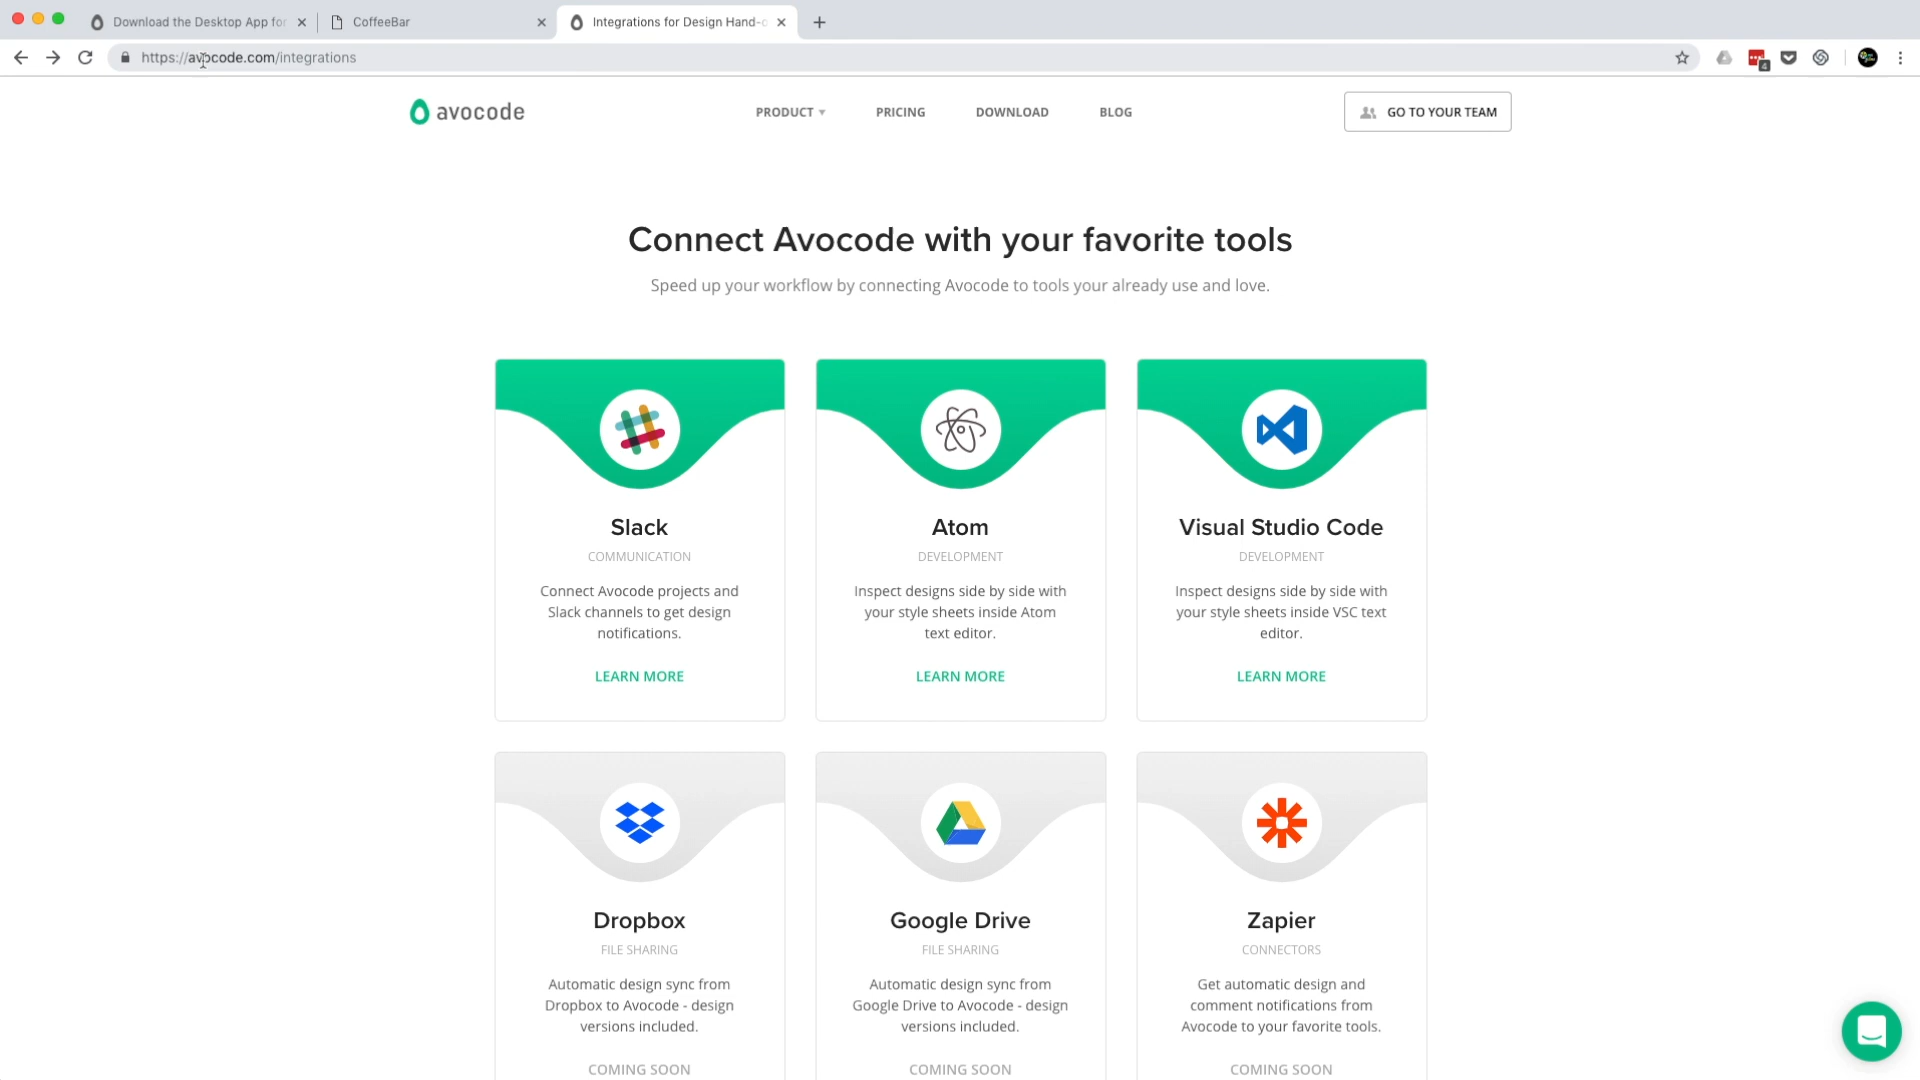 Download the Desktop App for
CoffeeBar
Integrations for Design Hand-o
https://avocode.com/integrations
4
avocode
PRODUCT
PRICING
DOWNLOAD
BLOG
GO TO YOUR TEAM
Connect Avocode with your favorite tools
Speed up your workflow by connecting Avocode to tools your already use and love.
Slack
COMMUNICATION
Connect Avocode projects and
Slack channels to get design
notifications.
LEARN MORE
Atom
DEVELOPMENT
Inspect designs side by side with
your style sheets inside Atom
text editor.
LEARN MORE
Visual Studio Code
DEVELOPMENT
Inspect designs side by side with
your style sheets inside VSC text
editor.
LEARN MORE
Dropbox
FILE SHARING
Automatic design sync from
Dropbox to Avocode - design
versions included.
COMING SOON
Google Drive
FILE SHARING
Automatic design sync from
Google Drive to Avocode - design
versions included.
COMING SOON
Zapier
CONNECTORS
Get automatic design and
comment notifications from
Avocode to your favorite tools.
COMING SOON